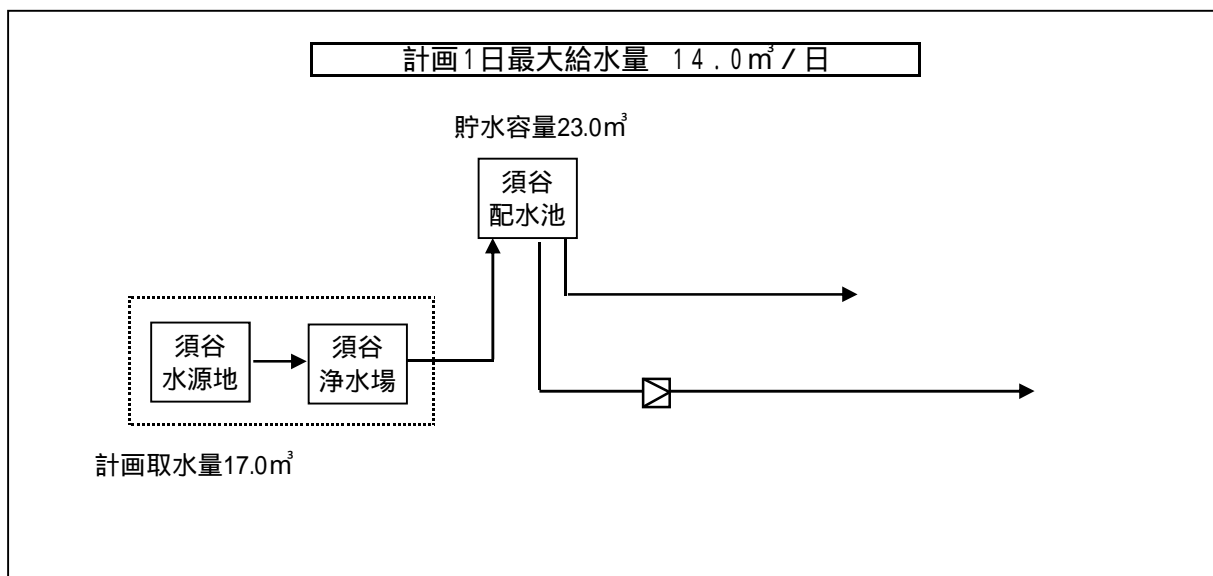 計画1日最大給水量　14.0㎥/日
貯水容量23.0㎥
須谷
配水池
須谷
水源地
須谷
浄水場
計画取水量17.0㎥